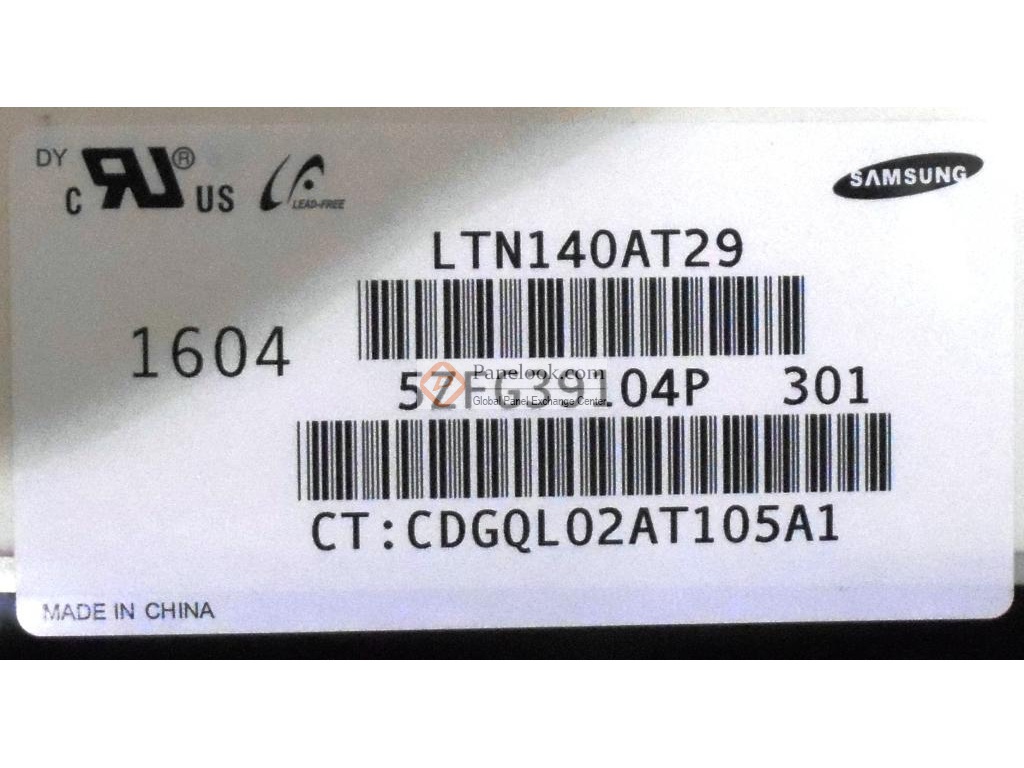 DY
C RU® US
LEAD-FREE
SAMSUNG
LTN140AT29
1604
Panelook.com
Global Panel Exchange Center
301
CT:CDGQL02AT105A1
MADE IN CHINA